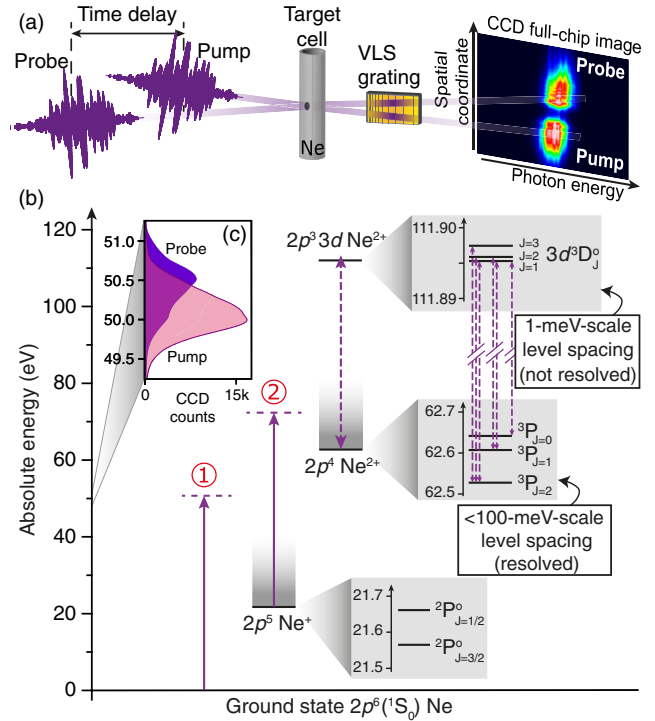 (a)
Time delay
Probe
Pump
Target
cell
Ne
VLS
grating
CCD full-chip image
Spatial
coordinate
Probe
Pump
Photon energy
(b)
Absolute energy (eV)
120
100
80
60
40
20
0
(c)
51.0
50.5
50.0
49.5
Probe
Pump
0
15k
CCD
counts
①
②
2p³ 3d Ne²⁺
2p⁴ Ne²⁺
2p⁵ Ne⁺
111.90
111.89
J=3
J=2
J=1
3d³D°J
1-meV-scale
level spacing
(not resolved)
62.7
62.6
62.5
³PJ=0
³PJ=1
³PJ=2
<100-meV-scale
level spacing
(resolved)
21.7
21.6
21.5
²P°J=1/2
²P°J=3/2
Ground state 2p⁶(¹S₀) Ne